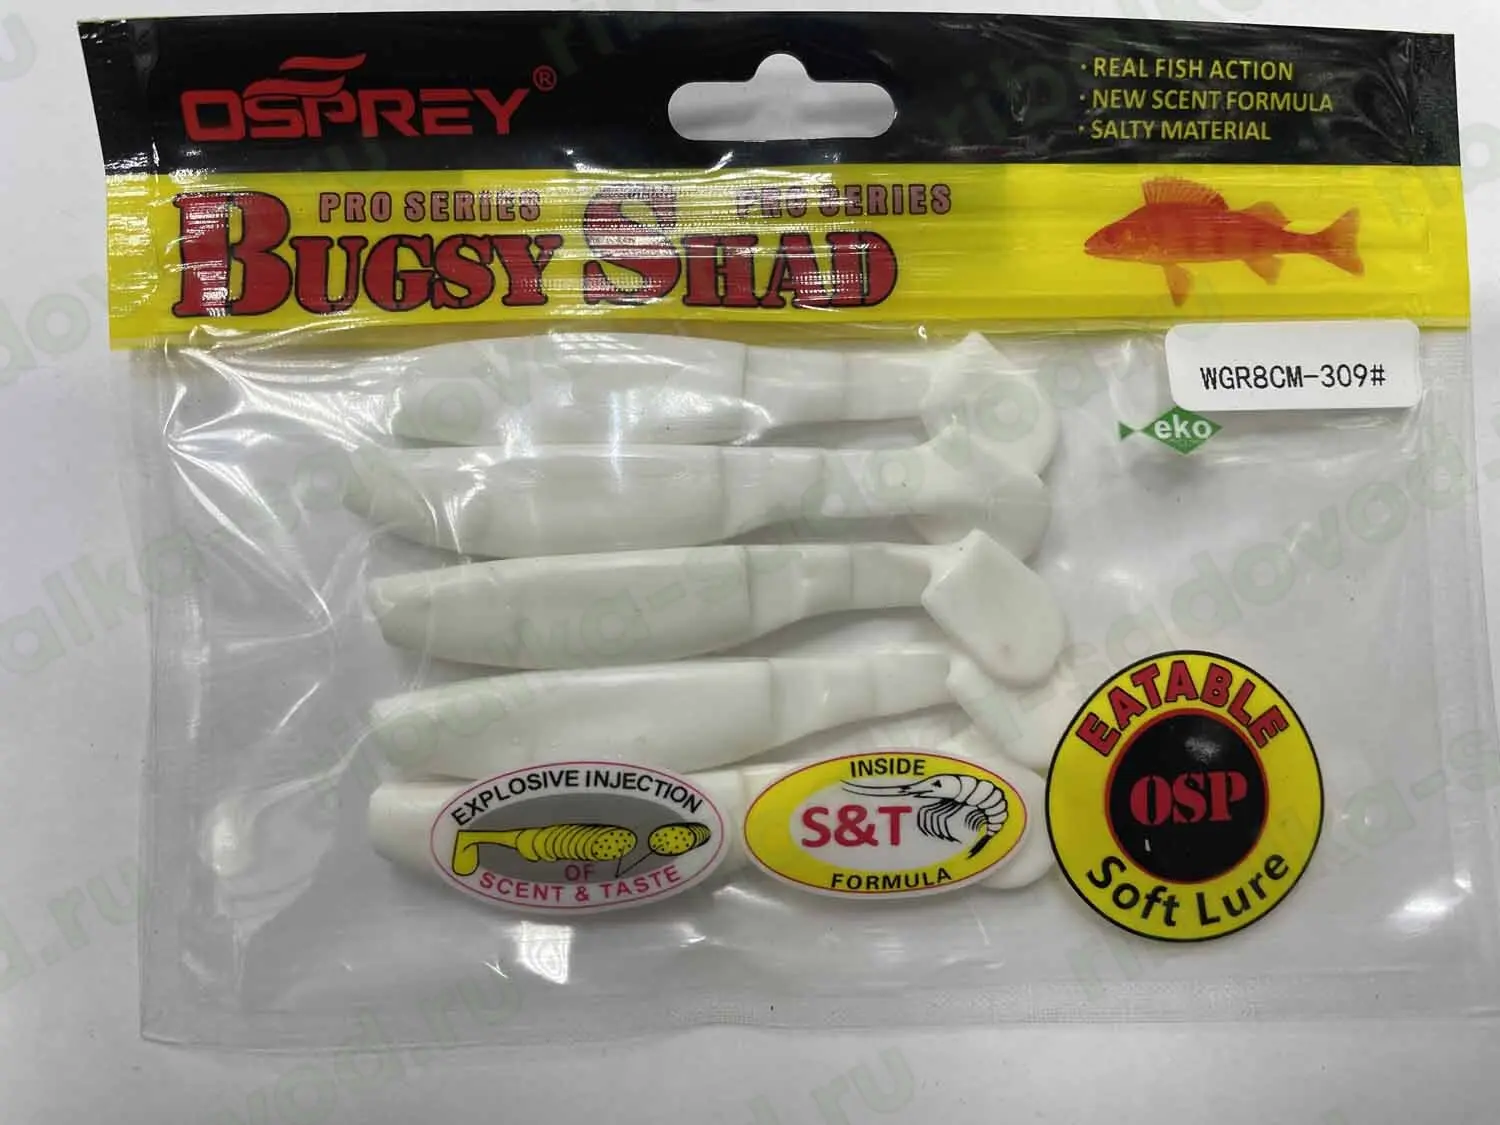 OSPREY®
· REAL FISH ACTION
· NEW SCENT FORMULA
· SALTY MATERIAL
PRO SERIES PRO SERIES
BUGSY SHAD
WGR8CM-309#
eko
EXPLOSIVE INJECTION
OF
SCENT & TASTE
INSIDE
S&T
FORMULA
EATABLE
OSP
Soft Lure